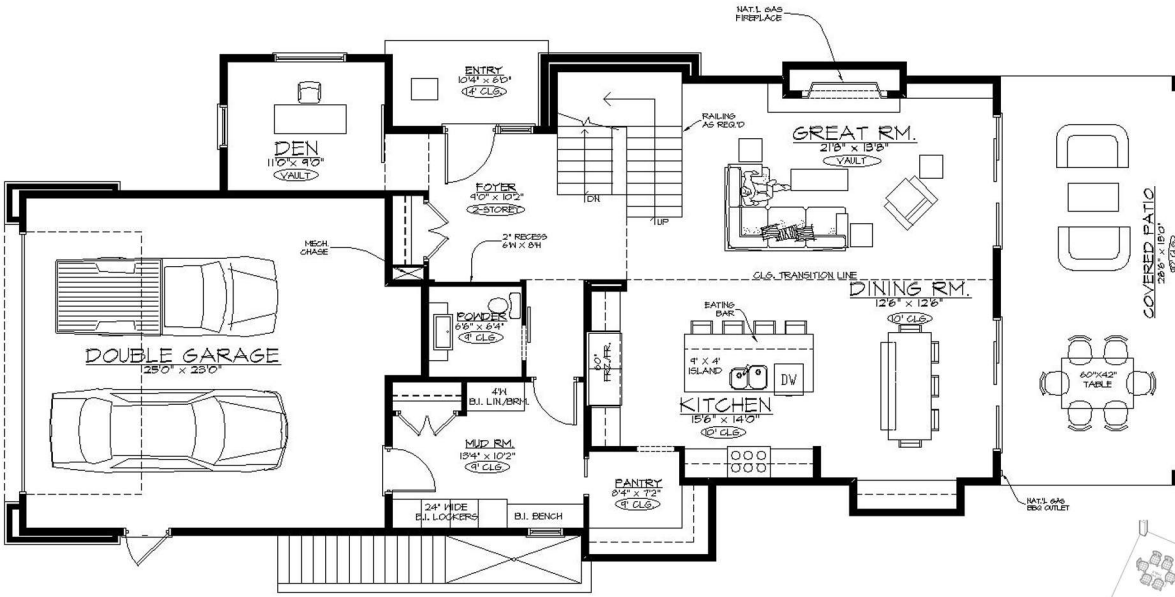 NAT'L GAS
FIREPLACE
ENTRY
10'4" x 6'0"
14' CLG.
DEN
11'0" x 9'0"
VAULT
RAILING
AS REQ'D
GREAT RM.
21'8" x 13'8"
VAULT
FOYER
9'0" x 10'2"
2-STOREY
DN
UP
2" RECESS
6'W x 8'H
MECH.
CHASE
COVERED PATIO
CLG. TRANSITION LINE
DINING RM.
12'6" x 12'6"
10' CLG.
EATING
BAR
POWDER
6'6" x 6'4"
9' CLG.
DOUBLE GARAGE
25'0" x 23'0"
60"
FRZ./FR.
9' X 4'
ISLAND
DW
60"X42"
TABLE
4'W
B.I. LIN/BRM.
KITCHEN
15'6" x 14'0"
10' CLG.
MUD RM.
13'4" x 10'2"
9' CLG.
PANTRY
8'4" x 7'2"
9' CLG.
24" WIDE
B.I. LOCKERS
B.I. BENCH
NAT'L GAS
BBQ OUTLET